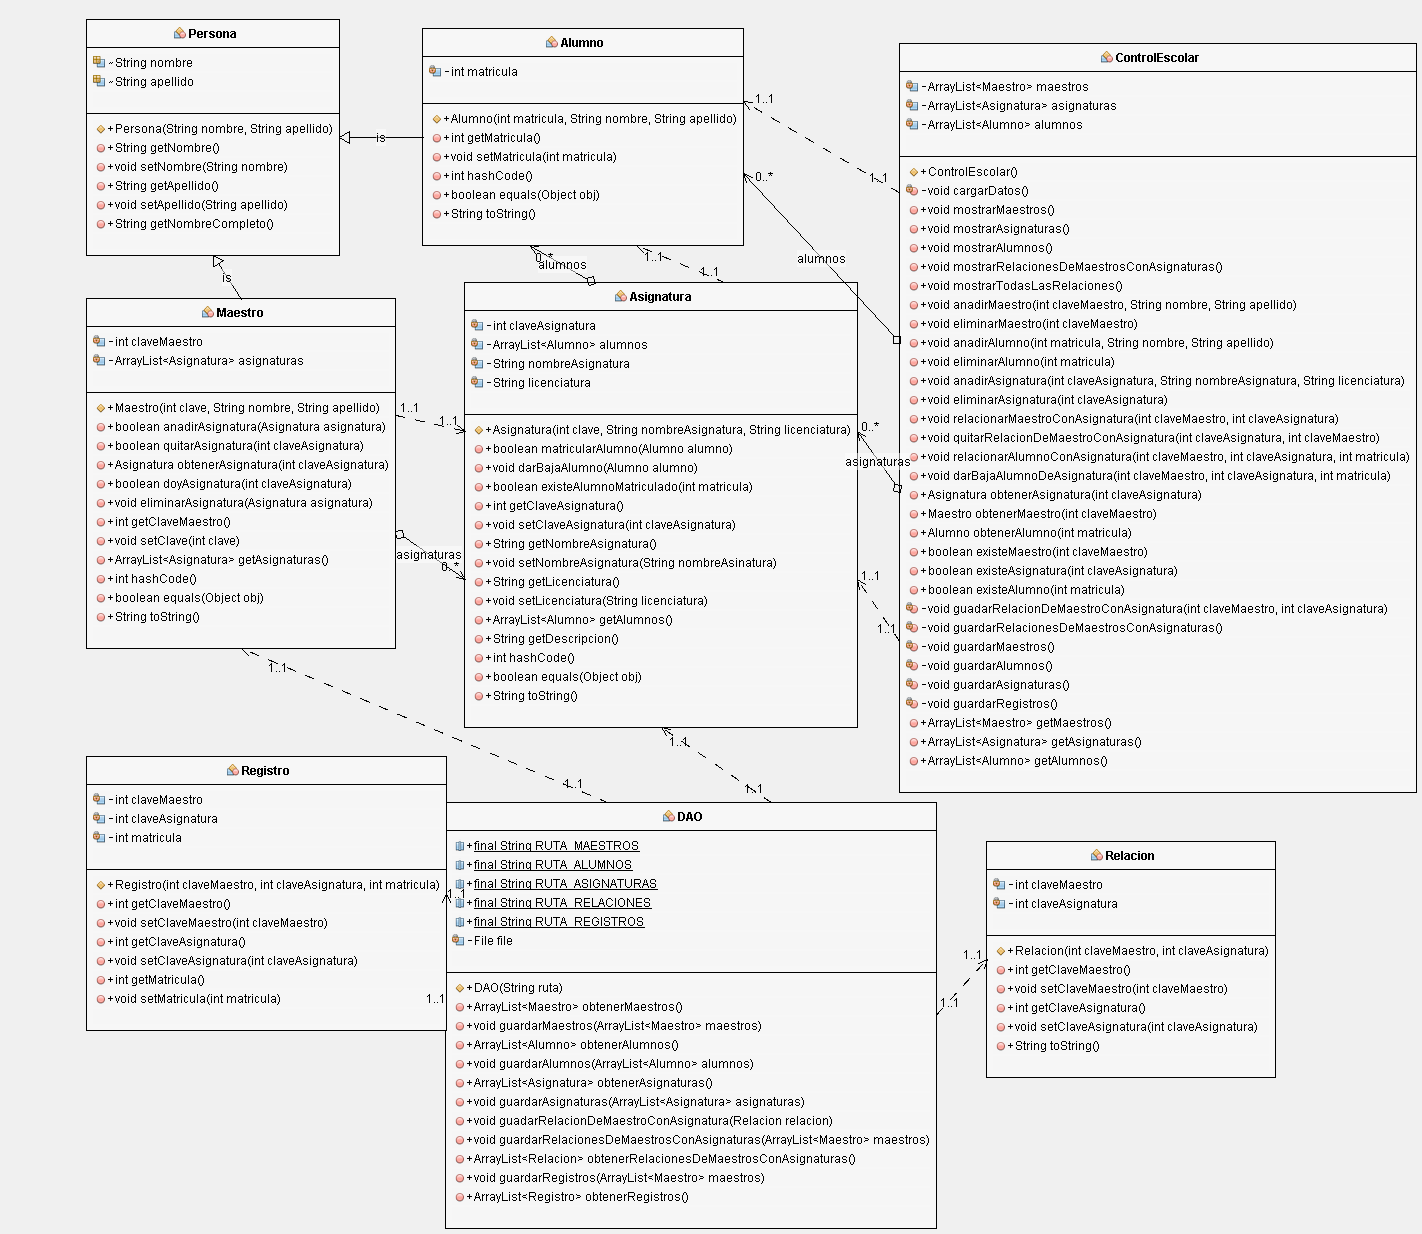 Persona
~String nombre
~String apellido
+Persona(String nombre, String apellido)
+String getNombre()
+void setNombre(String nombre)
+String getApellido()
+void setApellido(String apellido)
+String getNombreCompleto()
is
is
Alumno
-int matricula
+Alumno(int matricula, String nombre, String apellido)
+int getMatricula()
+void setMatricula(int matricula)
+int hashCode()
+boolean equals(Object obj)
+String toString()
1..1
1..1
0..*
alumnos
0..*
alumnos
1..1
1..1
ControlEscolar
-ArrayList<Maestro> maestros
-ArrayList<Asignatura> asignaturas
-ArrayList<Alumno> alumnos
+ControlEscolar()
-void cargarDatos()
+void mostrarMaestros()
+void mostrarAsignaturas()
+void mostrarAlumnos()
+void mostrarRelacionesDeMaestrosConAsignaturas()
+void mostrarTodasLasRelaciones()
+void anadirMaestro(int claveMaestro, String nombre, String apellido)
+void eliminarMaestro(int claveMaestro)
+void anadirAlumno(int matricula, String nombre, String apellido)
+void eliminarAlumno(int matricula)
+void anadirAsignatura(int claveAsignatura, String nombreAsignatura, String licenciatura)
+void eliminarAsignatura(int claveAsignatura)
+void relacionarMaestroConAsignatura(int claveMaestro, int claveAsignatura)
+void quitarRelacionDeMaestroConAsignatura(int claveAsignatura, int claveMaestro)
+void relacionarAlumnoConAsignatura(int claveMaestro, int claveAsignatura, int matricula)
+void darBajaAlumnoDeAsignatura(int claveMaestro, int claveAsignatura, int matricula)
+Asignatura obtenerAsignatura(int claveAsignatura)
+Maestro obtenerMaestro(int claveMaestro)
+Alumno obtenerAlumno(int matricula)
+boolean existeMaestro(int claveMaestro)
+boolean existeAsignatura(int claveAsignatura)
+boolean existeAlumno(int matricula)
-void guadarRelacionDeMaestroConAsignatura(int claveMaestro, int claveAsignatura)
-void guardarRelacionesDeMaestrosConAsignaturas()
-void guardarMaestros()
-void guardarAlumnos()
-void guardarAsignaturas()
-void guardarRegistros()
+ArrayList<Maestro> getMaestros()
+ArrayList<Asignatura> getAsignaturas()
+ArrayList<Alumno> getAlumnos()
Maestro
-int claveMaestro
-ArrayList<Asignatura> asignaturas
+Maestro(int clave, String nombre, String apellido)
+boolean anadirAsignatura(Asignatura asignatura)
+boolean quitarAsignatura(int claveAsignatura)
+Asignatura obtenerAsignatura(int claveAsignatura)
+boolean doyAsignatura(int claveAsignatura)
+void eliminarAsignatura(Asignatura asignatura)
+int getClaveMaestro()
+void setClave(int clave)
+ArrayList<Asignatura> getAsignaturas()
+int hashCode()
+boolean equals(Object obj)
+String toString()
1..1
1..1
asignaturas
0..*
Asignatura
-int claveAsignatura
-ArrayList<Alumno> alumnos
-String nombreAsignatura
-String licenciatura
+Asignatura(int clave, String nombreAsignatura, String licenciatura)
+boolean matricularAlumno(Alumno alumno)
+void darBajaAlumno(Alumno alumno)
+boolean existeAlumnoMatriculado(int matricula)
+int getClaveAsignatura()
+void setClaveAsignatura(int claveAsignatura)
+String getNombreAsignatura()
+void setNombreAsignatura(String nombreAsinatura)
+String getLicenciatura()
+void setLicenciatura(String licenciatura)
+ArrayList<Alumno> getAlumnos()
+String getDescripcion()
+int hashCode()
+boolean equals(Object obj)
+String toString()
0..*
asignaturas
1..1
1..1
1..1
1..1
1..1
1..1
Registro
-int claveMaestro
-int claveAsignatura
-int matricula
+Registro(int claveMaestro, int claveAsignatura, int matricula)
+int getClaveMaestro()
+void setClaveMaestro(int claveMaestro)
+int getClaveAsignatura()
+void setClaveAsignatura(int claveAsignatura)
+int getMatricula()
+void setMatricula(int matricula)
1..1
1..1
DAO
+final String RUTA_MAESTROS
+final String RUTA_ALUMNOS
+final String RUTA_ASIGNATURAS
+final String RUTA_RELACIONES
+final String RUTA_REGISTROS
-File file
+DAO(String ruta)
+ArrayList<Maestro> obtenerMaestros()
+void guardarMaestros(ArrayList<Maestro> maestros)
+ArrayList<Alumno> obtenerAlumnos()
+void guardarAlumnos(ArrayList<Alumno> alumnos)
+ArrayList<Asignatura> obtenerAsignaturas()
+void guardarAsignaturas(ArrayList<Asignatura> asignaturas)
+void guadarRelacionDeMaestroConAsignatura(Relacion relacion)
+void guardarRelacionesDeMaestrosConAsignaturas(ArrayList<Maestro> maestros)
+ArrayList<Relacion> obtenerRelacionesDeMaestrosConAsignaturas()
+void guardarRegistros(ArrayList<Maestro> maestros)
+ArrayList<Registro> obtenerRegistros()
1..1
1..1
Relacion
-int claveMaestro
-int claveAsignatura
+Relacion(int claveMaestro, int claveAsignatura)
+int getClaveMaestro()
+void setClaveMaestro(int claveMaestro)
+int getClaveAsignatura()
+void setClaveAsignatura(int claveAsignatura)
+String toString()